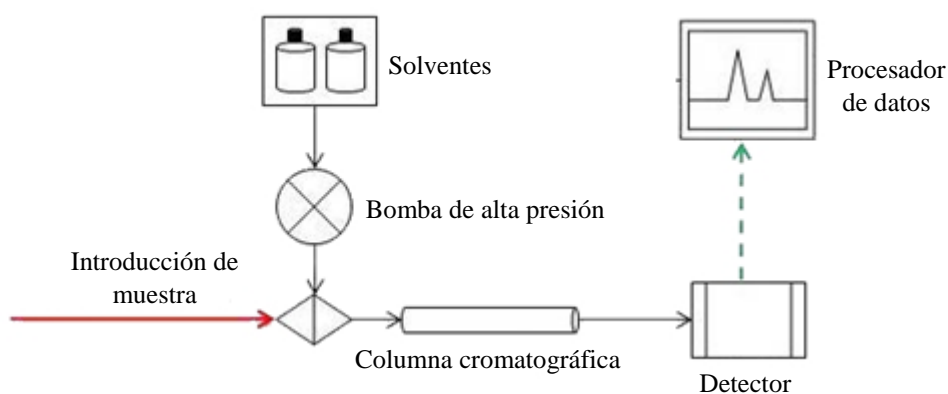 Solventes
Procesador
de datos
Bomba de alta presión
Introducción de
muestra
Columna cromatográfica
Detector